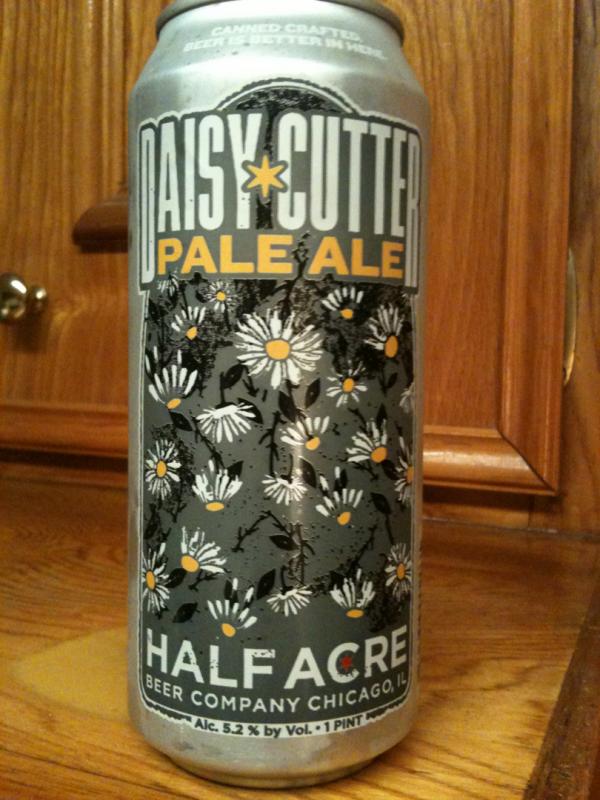 CANNED CRAFTED.
BEER IS BETTER IN HERE.
DAISY CUTTER
PALE ALE
HALF ACRE
BEER COMPANY CHICAGO, IL
Alc. 5.2 % by Vol. • 1 PINT